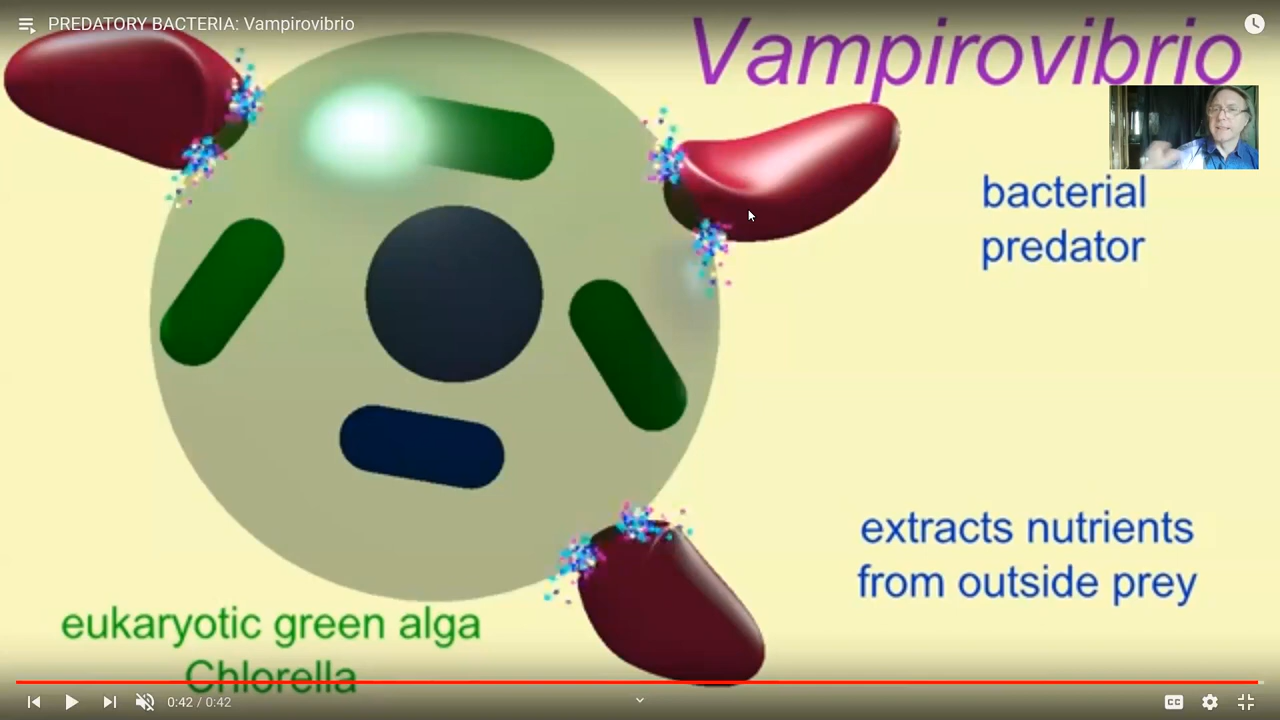 PREDATORY BACTERIA: Vampirovibrio
Vampirovibrio
bacterial
predator
extracts nutrients
from outside prey
eukaryotic green alga
Chlorella
0:42 / 0:42
CC